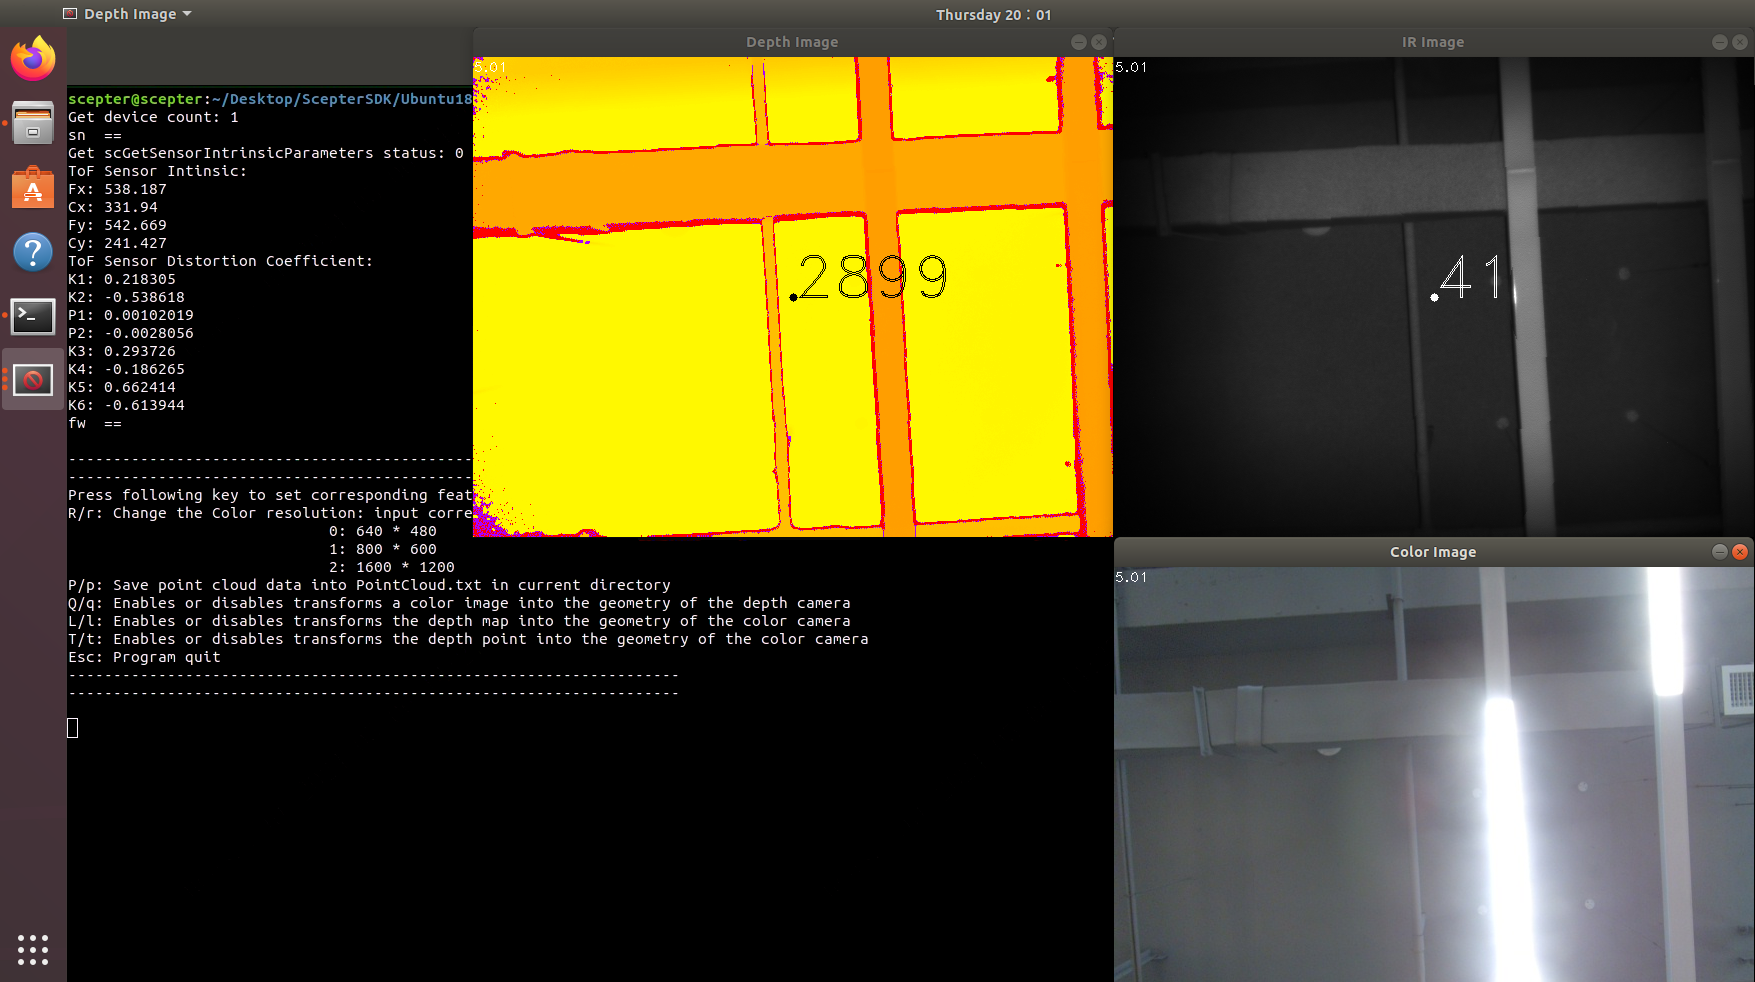 Depth Image
Thursday 20:01
scepter@scepter:~/Desktop/ScepterSDK/Ubuntu18
Get device count: 1
sn  ==
Get scGetSensorIntrinsicParameters status: 0
ToF Sensor Intinsic:
Fx: 538.187
Cx: 331.94
Fy: 542.669
Cy: 241.427
ToF Sensor Distortion Coefficient:
K1: 0.218305
K2: -0.538618
P1: 0.00102019
P2: -0.0028056
K3: 0.293726
K4: -0.186265
K5: 0.662414
K6: -0.613944
fw  ==
---------------------------------------------
---------------------------------------------
Press following key to set corresponding feat
R/r: Change the Color resolution: input corre
0: 640 * 480
1: 800 * 600
2: 1600 * 1200
P/p: Save point cloud data into PointCloud.txt in current directory
Q/q: Enables or disables transforms a color image into the geometry of the depth camera
L/l: Enables or disables transforms the depth map into the geometry of the color camera
T/t: Enables or disables transforms the depth point into the geometry of the color camera
Esc: Program quit
--------------------------------------------------------------------
--------------------------------------------------------------------
Depth Image
5.01
.2899
IR Image
5.01
.41
Color Image
5.01